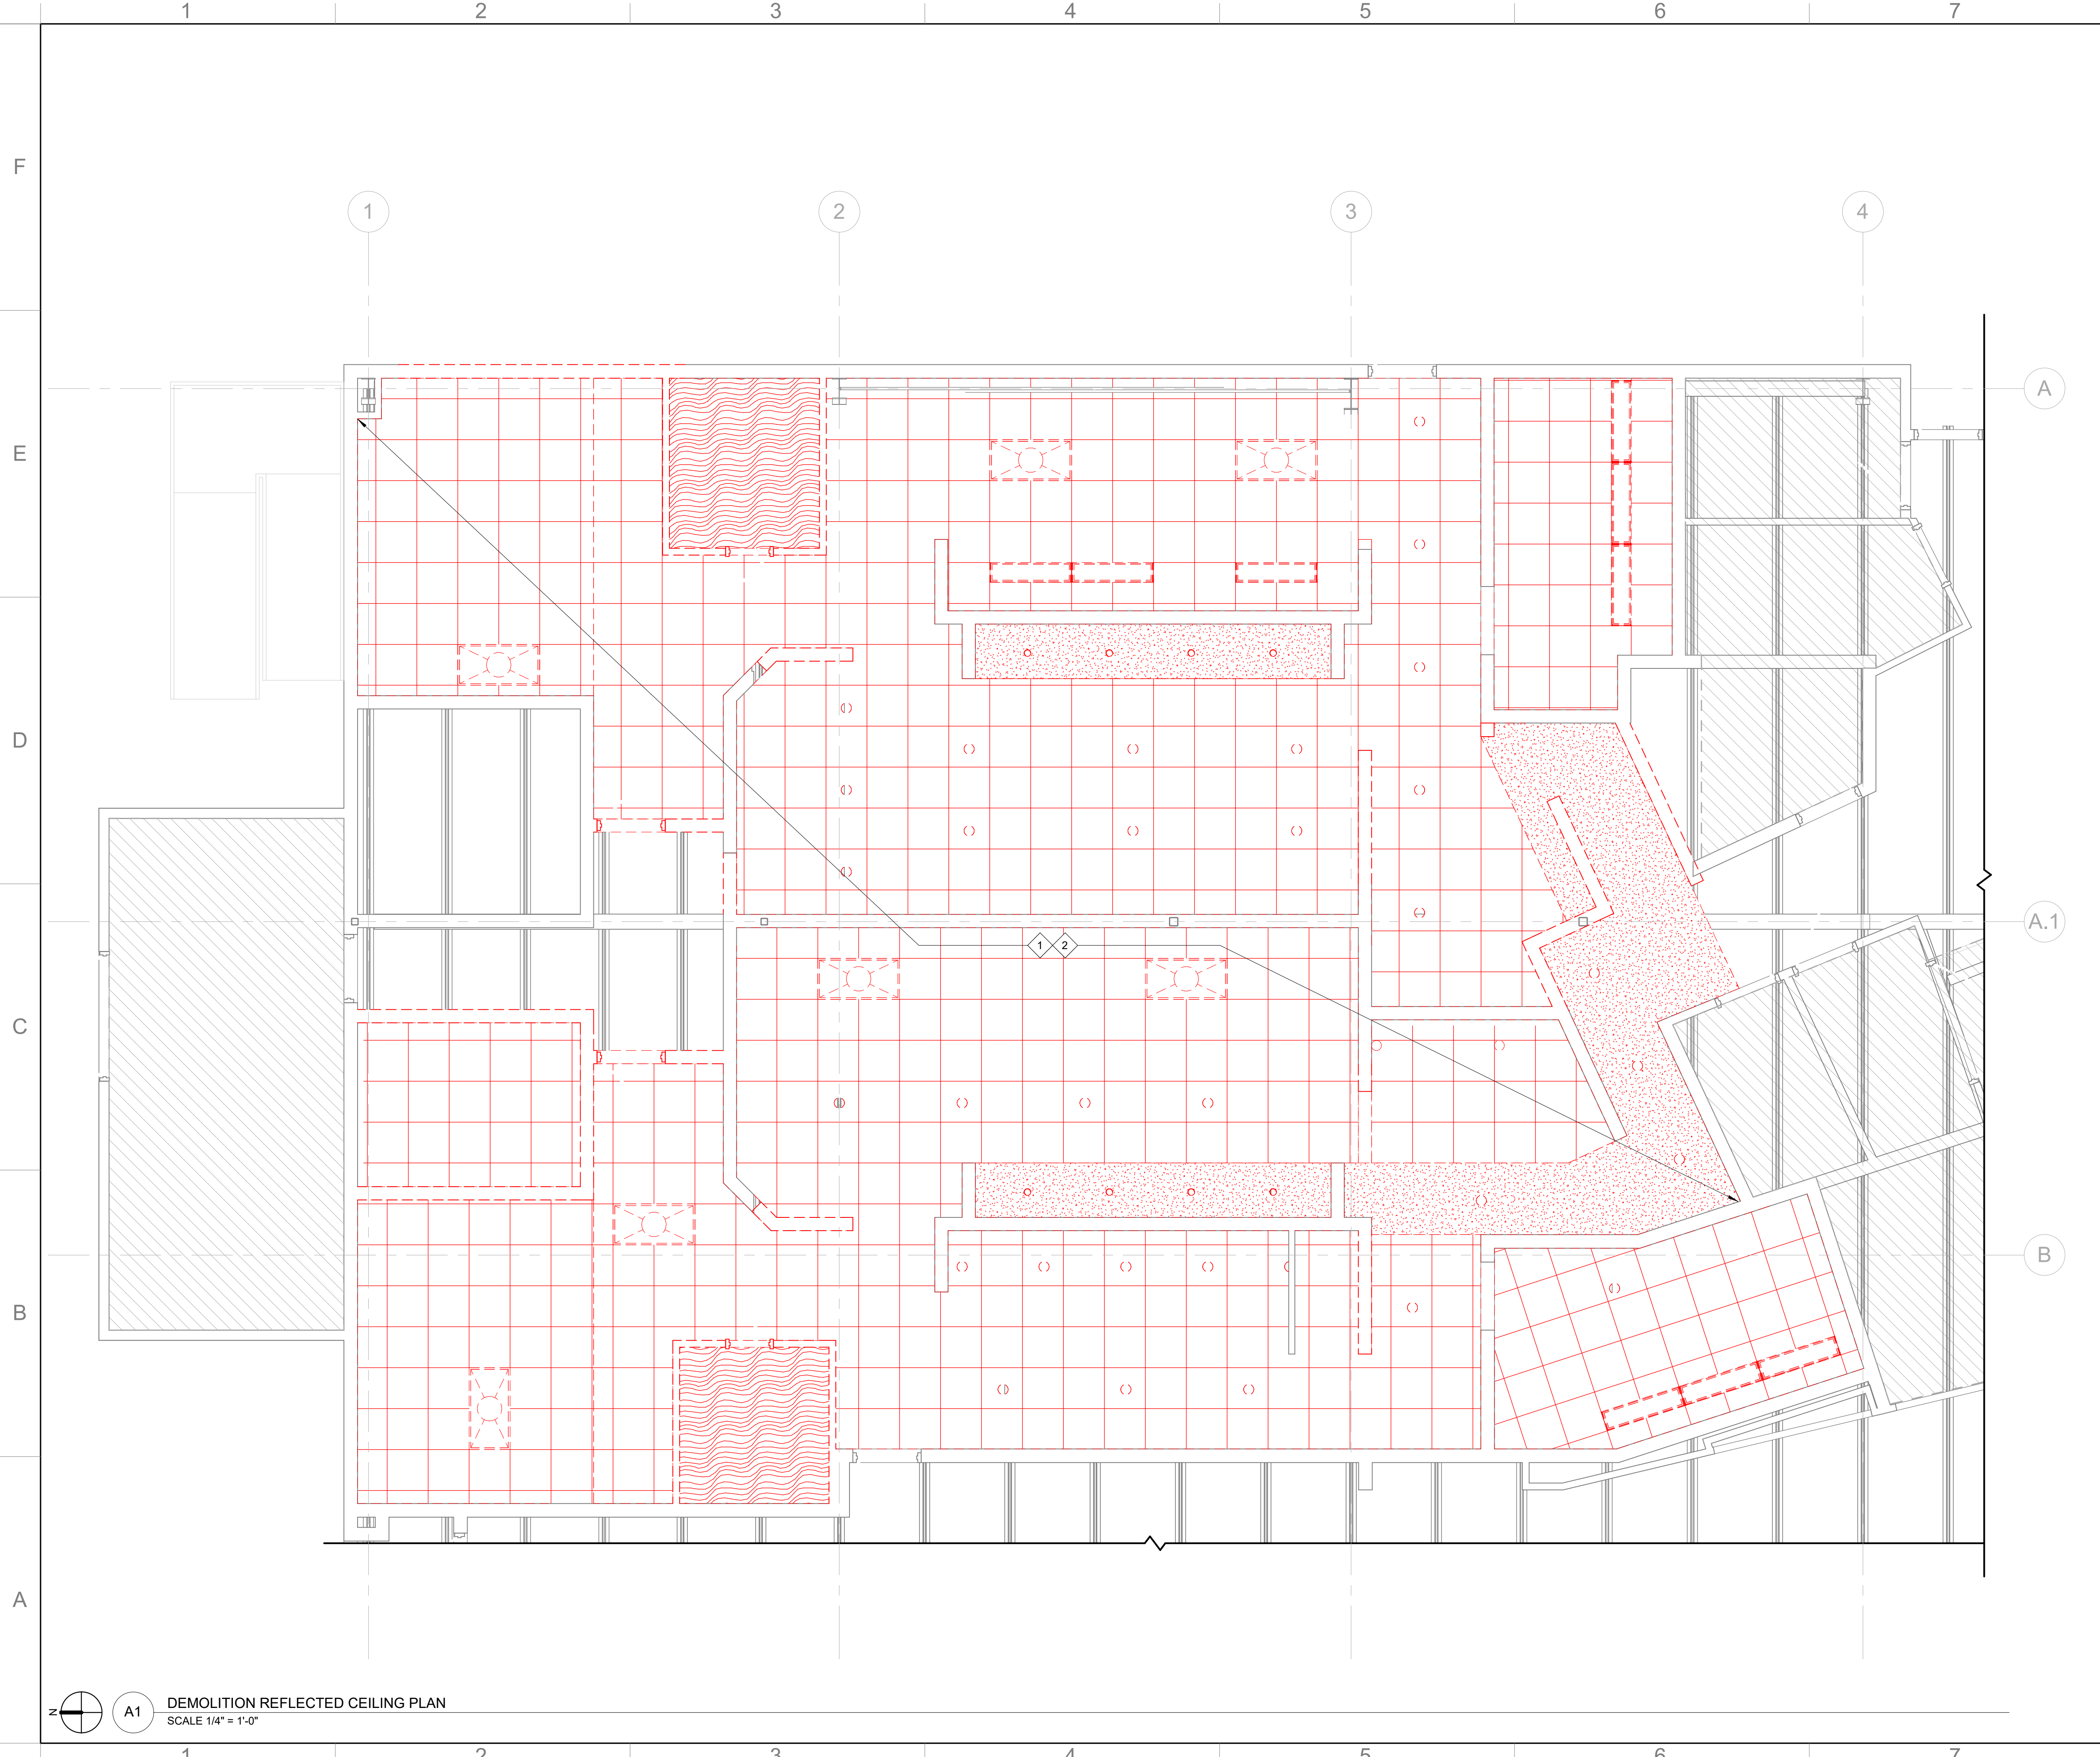 1 2 3 4 5 6 7
F
1 2 3 4
A
E
D
A.1
1 2
C
B
B
A
N
A1
DEMOLITION REFLECTED CEILING PLAN
SCALE 1/4" = 1'-0"
1 2 3 4 5 6 7